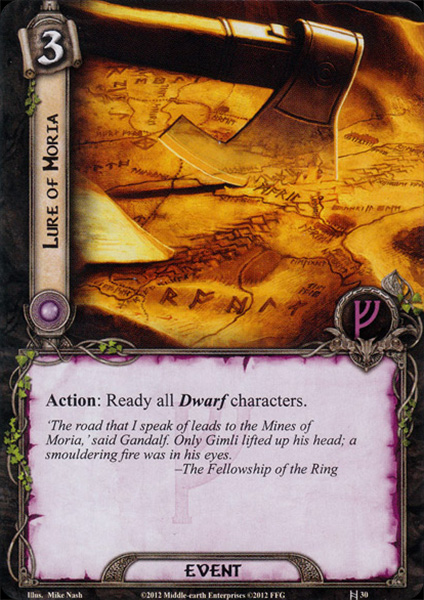 3
LURE OF MORIA
Action: Ready all Dwarf characters.
‘The road that I speak of leads to the Mines of
Moria,’ said Gandalf. Only Gimli lifted up his head; a
smouldering fire was in his eyes.
–The Fellowship of the Ring
EVENT
Illus. Mike Nash
©2012 Middle-earth Enterprises ©2012 FFG
30